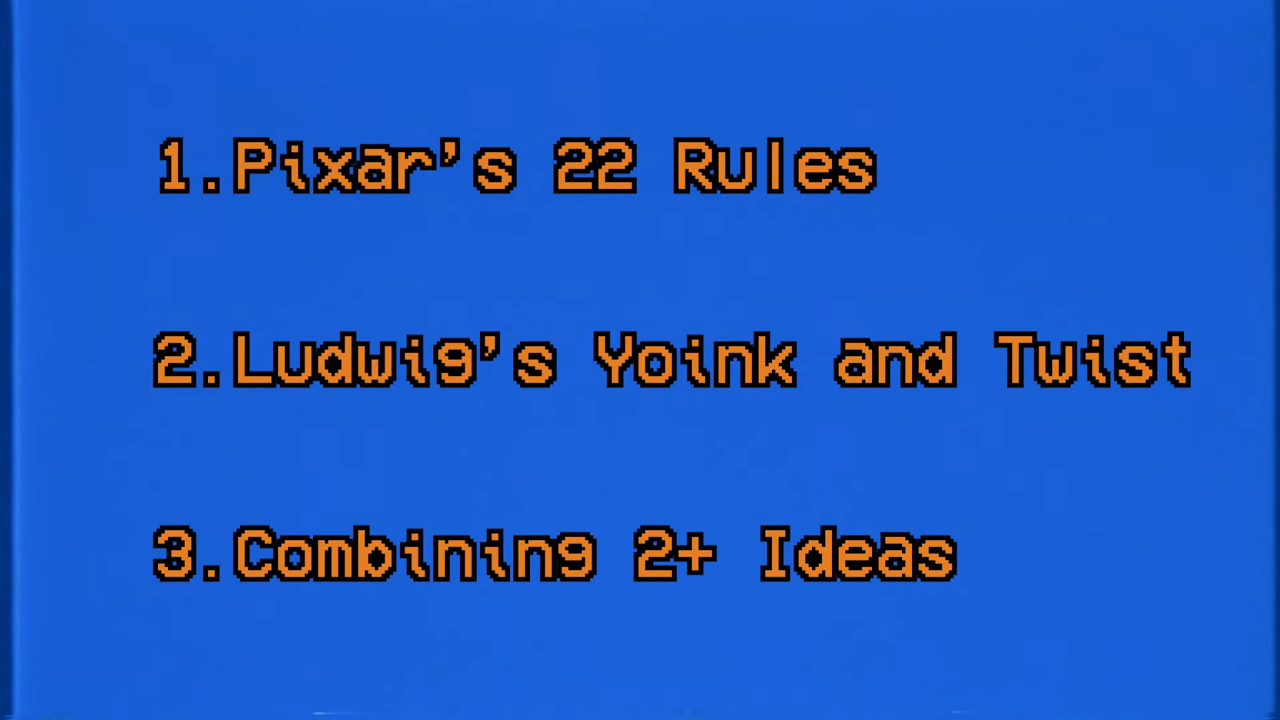 1.Pixar's 22 Rules
2.Ludwig's Yoink and Twist
3.Combining 2+ Ideas